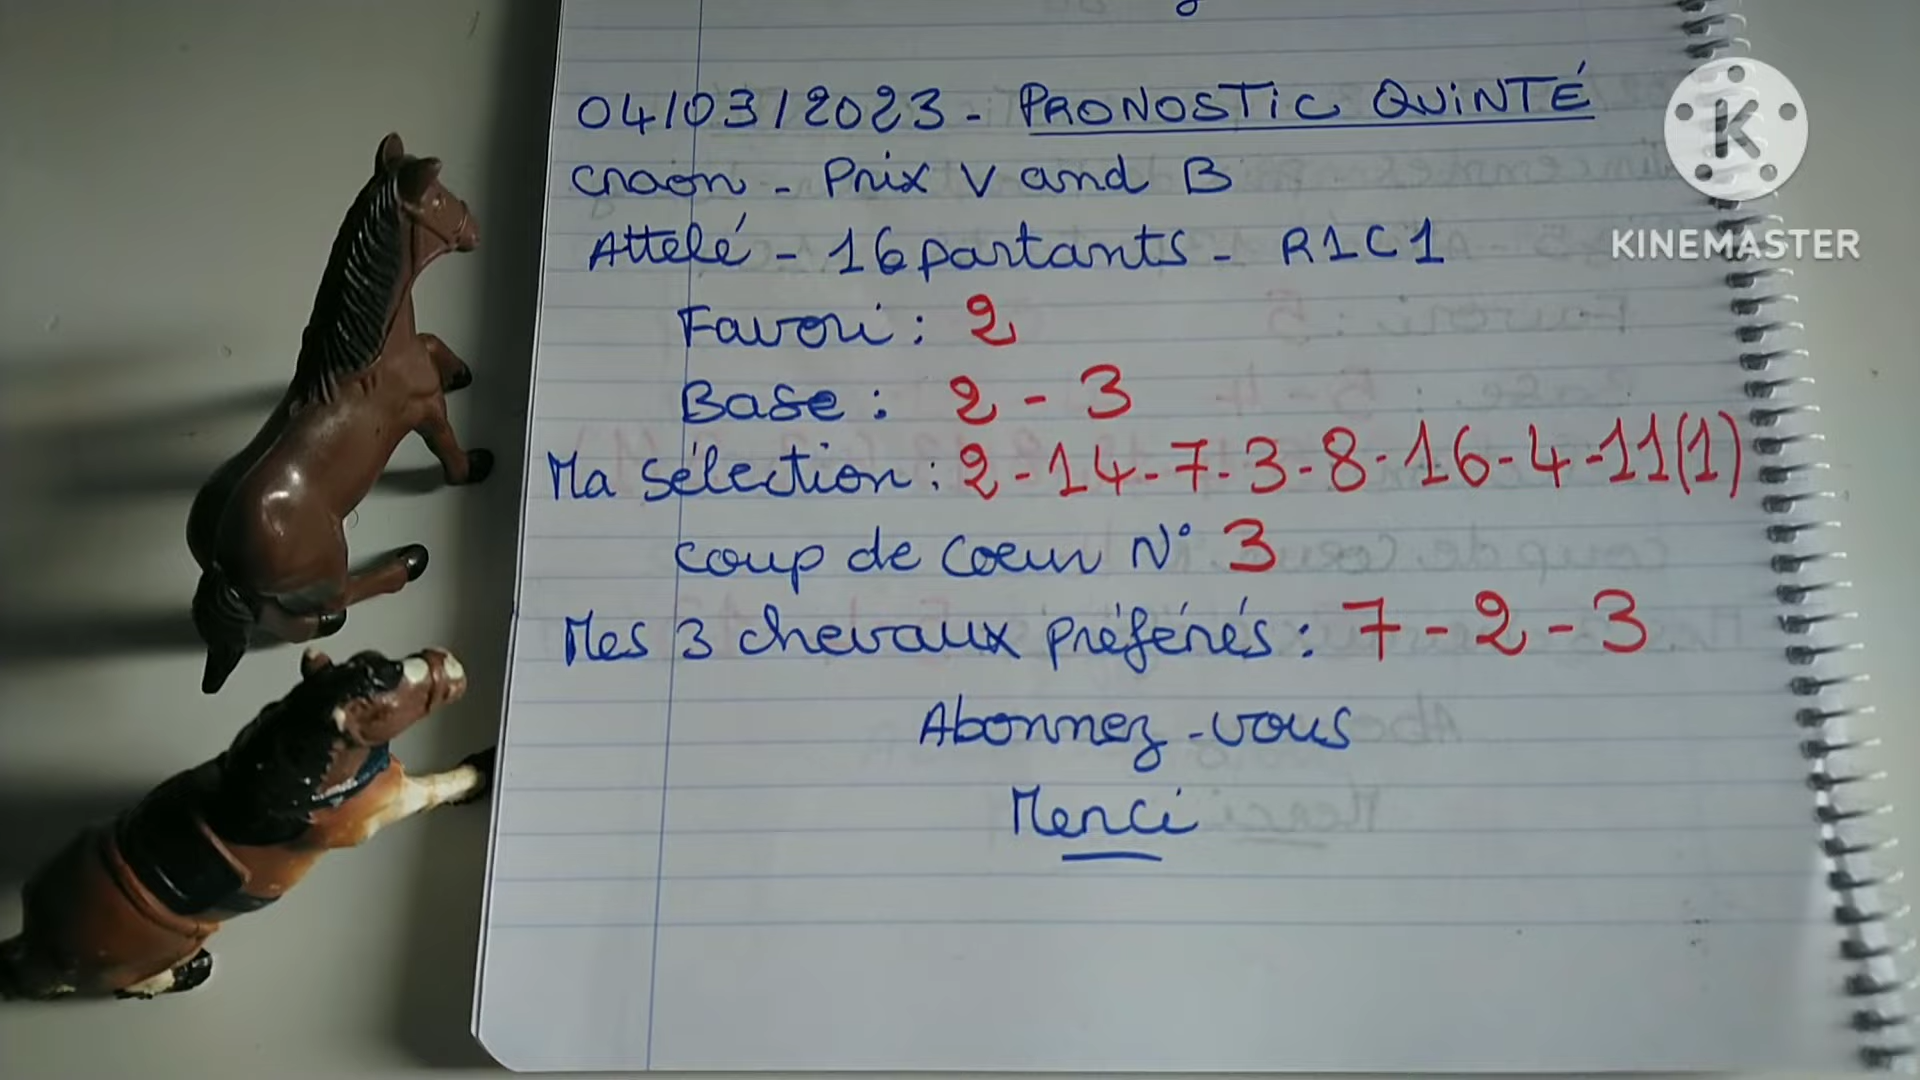 04/03/2023 - PRONOSTIC QUINTÉ
Craon - Prix V and B
Attelé - 16 partants - R1C1
Favori : 2
Base : 2 - 3
Ma sélection : 2 - 14 - 7 - 3 - 8 - 16 - 4 - 11 (1)
Coup de Coeur N° 3
Mes 3 chevaux préférés : 7 - 2 - 3
Abonnez-vous
Merci
K
KINEMASTER